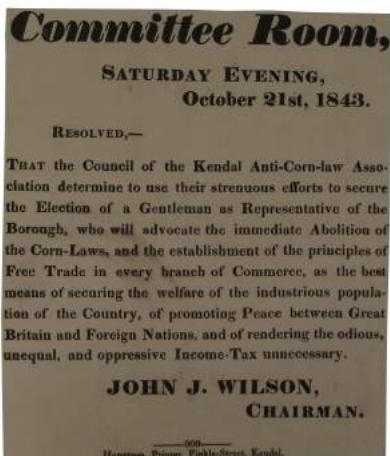 Committee Room,
SATURDAY EVENING,
October 21st, 1843.
RESOLVED,—
THAT the Council of the Kendal Anti-Corn-law Asso-
ciation determine to use their strenuous efforts to secure
the Election of a Gentleman as Representative of the
Borough, who will advocate the immediate Abolition of
the Corn-Laws, and the establishment of the principles of
Free Trade in every branch of Commerce, as the best
means of securing the welfare of the industrious popula-
tion of the Country, of promoting Peace between Great
Britain and Foreign Nations, and of rendering the odious,
unequal, and oppressive Income-Tax unnecessary.
JOHN J. WILSON,
CHAIRMAN.
Printer, Finkle-Street, Kendal.